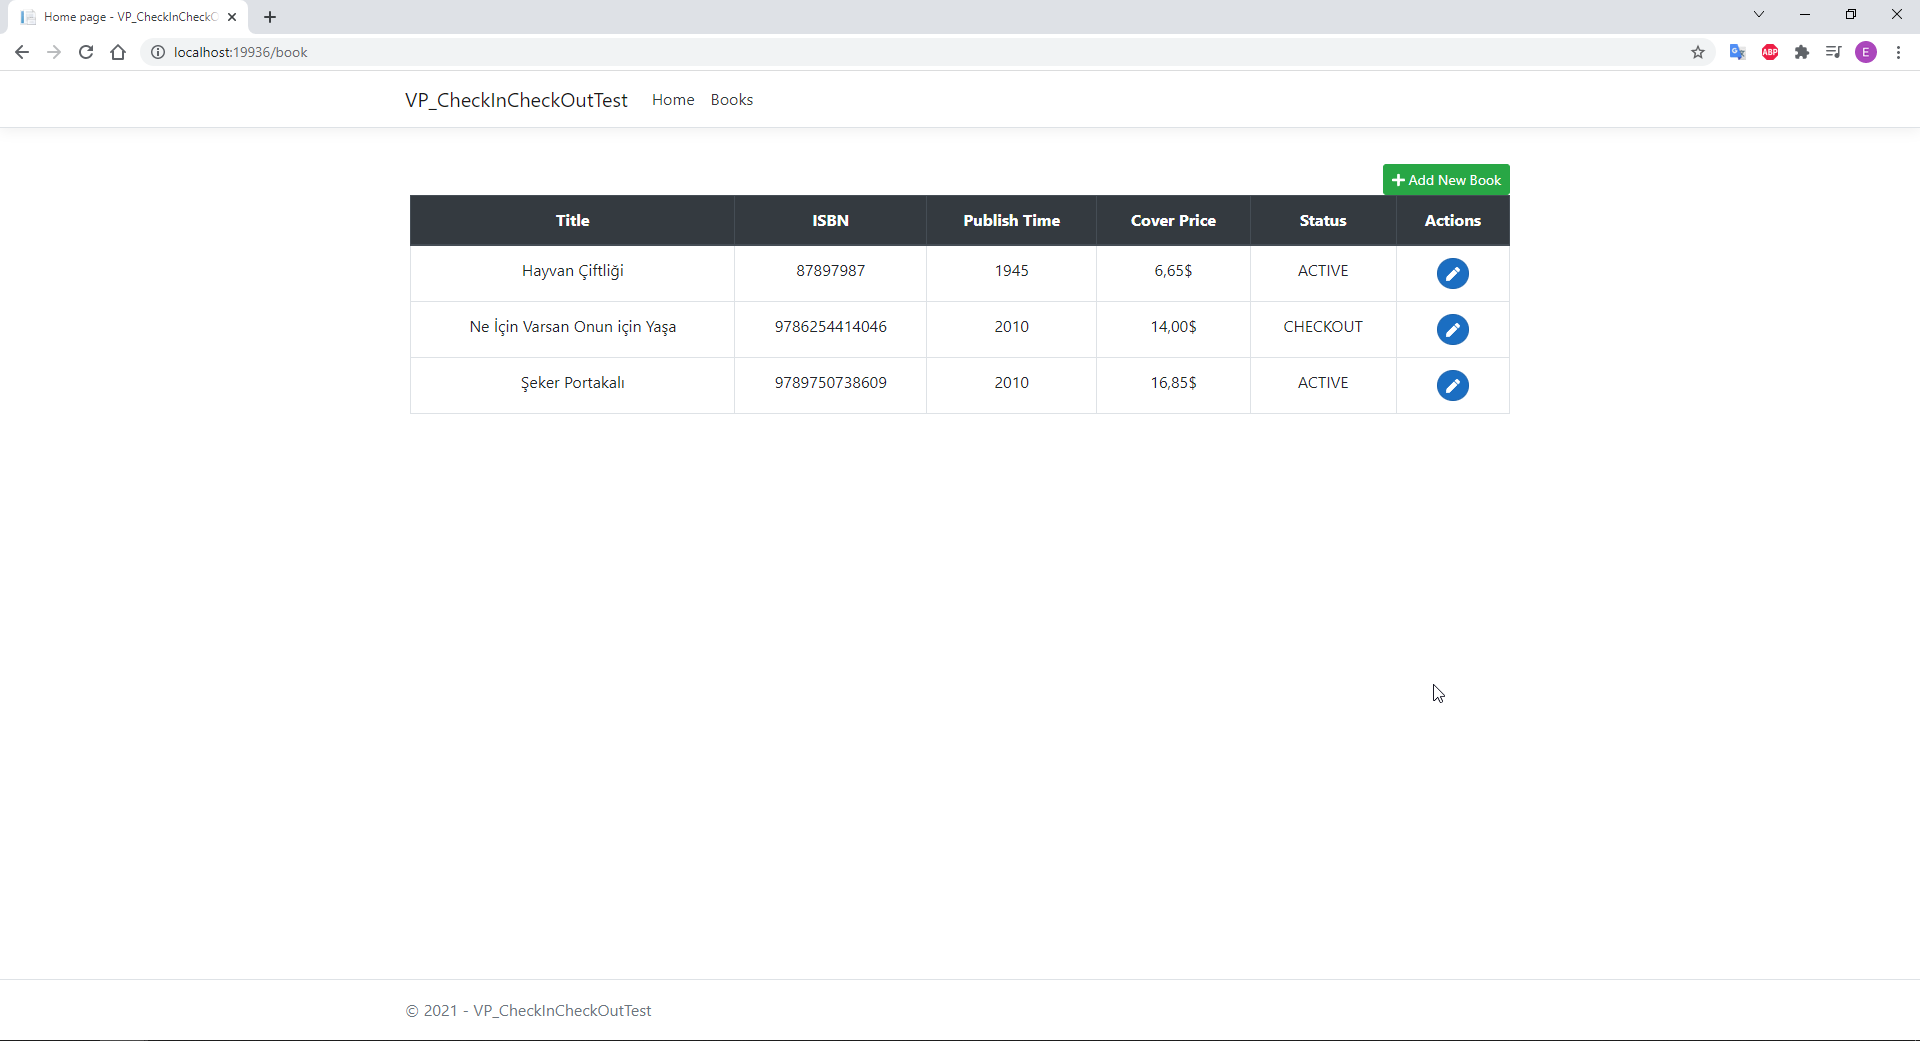 Home page - VP_CheckInCheckO
localhost:19936/book
ABP
E
VP_CheckInCheckOutTest Home Books
Add New Book
Title ISBN Publish Time Cover Price Status Actions
Hayvan Çiftliği 87897987 1945 6,65$ ACTIVE
Ne İçin Varsan Onun için Yaşa 9786254414046 2010 14,00$ CHECKOUT
Şeker Portakalı 9789750738609 2010 16,85$ ACTIVE
© 2021 - VP_CheckInCheckOutTest